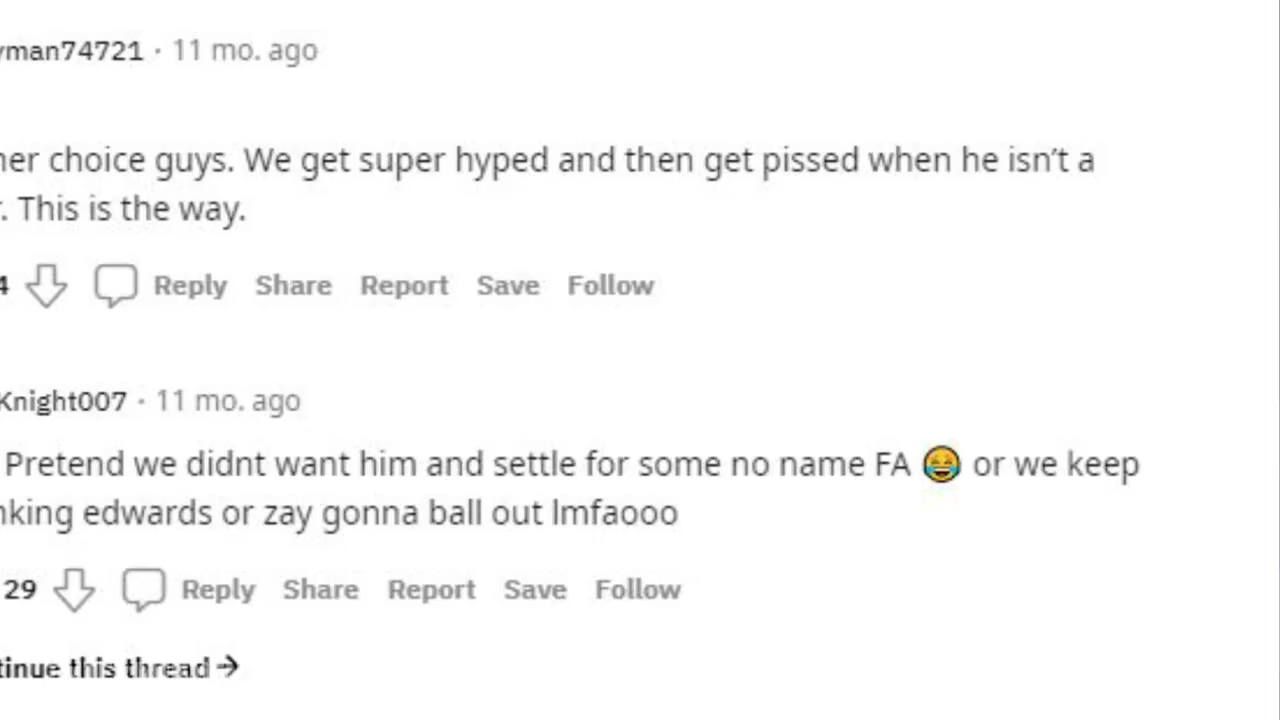 yman74721 · 11 mo. ago
her choice guys. We get super hyped and then get pissed when he isn’t a
. This is the way.
4 Reply Share Report Save Follow
Knight007 · 11 mo. ago
Pretend we didnt want him and settle for some no name FA 😂 or we keep
nking edwards or zay gonna ball out lmfaooo
29 Reply Share Report Save Follow
tinue this thread →